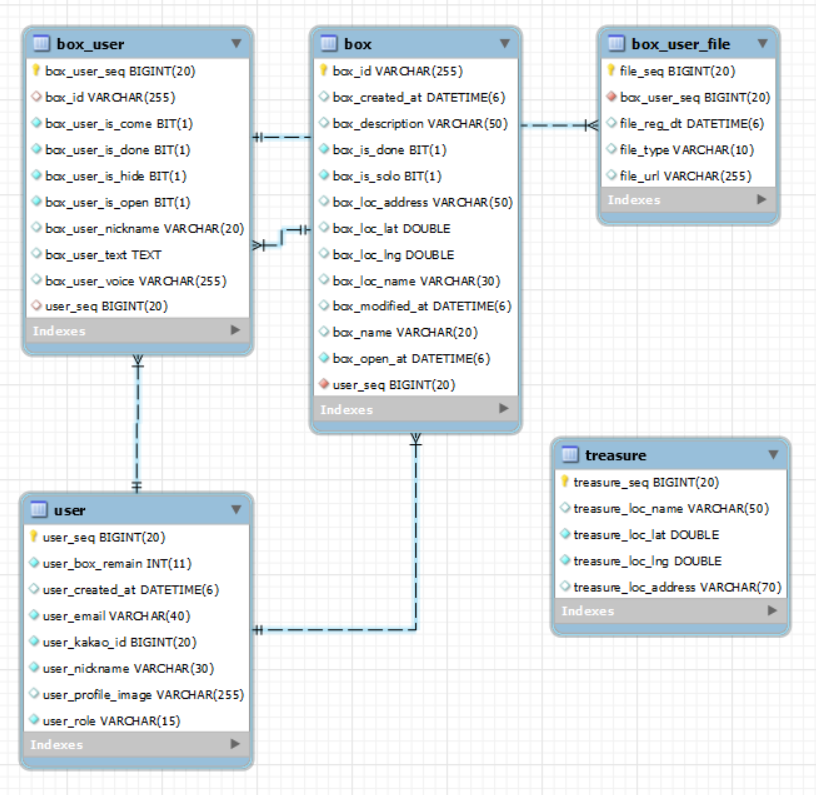 box_user
box_user_seq BIGINT(20)
box_id VARCHAR(255)
box_user_is_come BIT(1)
box_user_is_done BIT(1)
box_user_is_hide BIT(1)
box_user_is_open BIT(1)
box_user_nickname VARCHAR(20)
box_user_text TEXT
box_user_voice VARCHAR(255)
user_seq BIGINT(20)
Indexes
box
box_id VARCHAR(255)
box_created_at DATETIME(6)
box_description VARCHAR(50)
box_is_done BIT(1)
box_is_solo BIT(1)
box_loc_address VARCHAR(50)
box_loc_lat DOUBLE
box_loc_lng DOUBLE
box_loc_name VARCHAR(30)
box_modified_at DATETIME(6)
box_name VARCHAR(20)
box_open_at DATETIME(6)
user_seq BIGINT(20)
Indexes
box_user_file
file_seq BIGINT(20)
box_user_seq BIGINT(20)
file_reg_dt DATETIME(6)
file_type VARCHAR(10)
file_url VARCHAR(255)
Indexes
user
user_seq BIGINT(20)
user_box_remain INT(11)
user_created_at DATETIME(6)
user_email VARCHAR(40)
user_kakao_id BIGINT(20)
user_nickname VARCHAR(30)
user_profile_image VARCHAR(255)
user_role VARCHAR(15)
Indexes
treasure
treasure_seq BIGINT(20)
treasure_loc_name VARCHAR(50)
treasure_loc_lat DOUBLE
treasure_loc_lng DOUBLE
treasure_loc_address VARCHAR(70)
Indexes